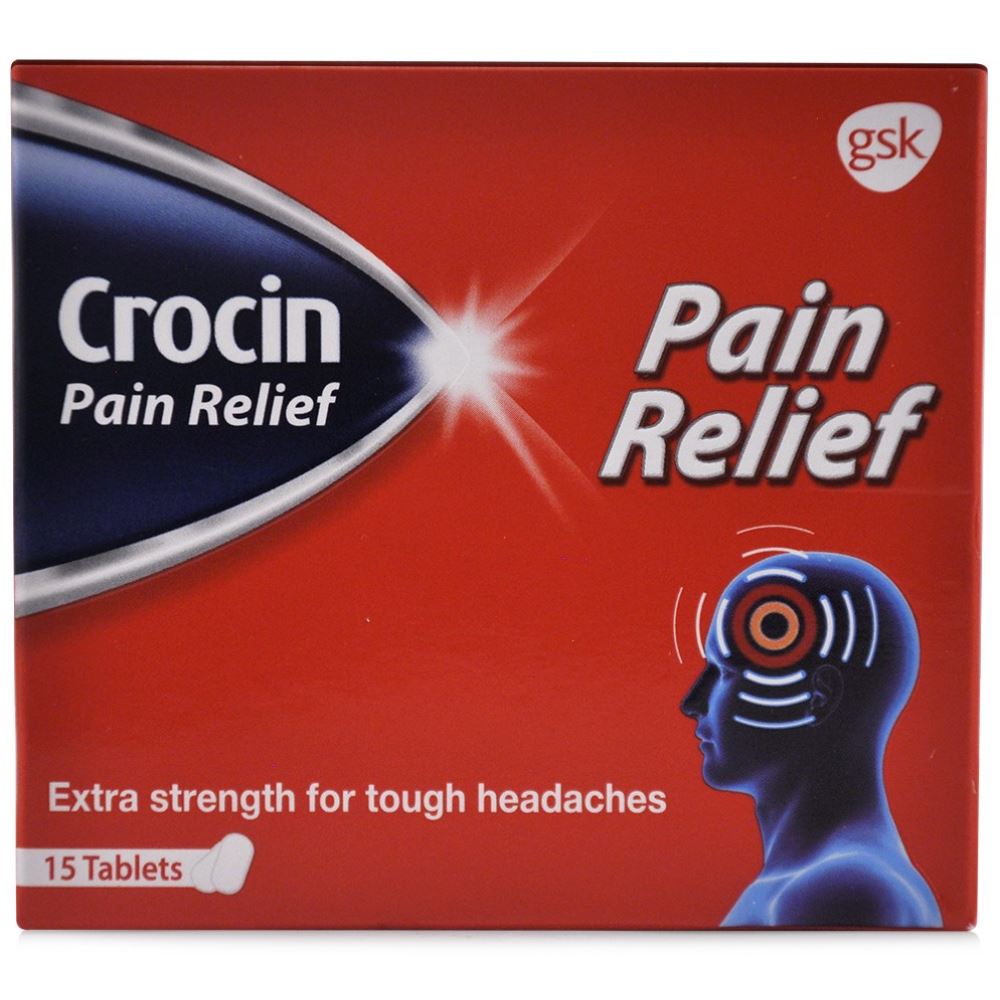 gsk
Crocin
Pain Relief
Pain
Relief
Extra strength for tough headaches
15 Tablets